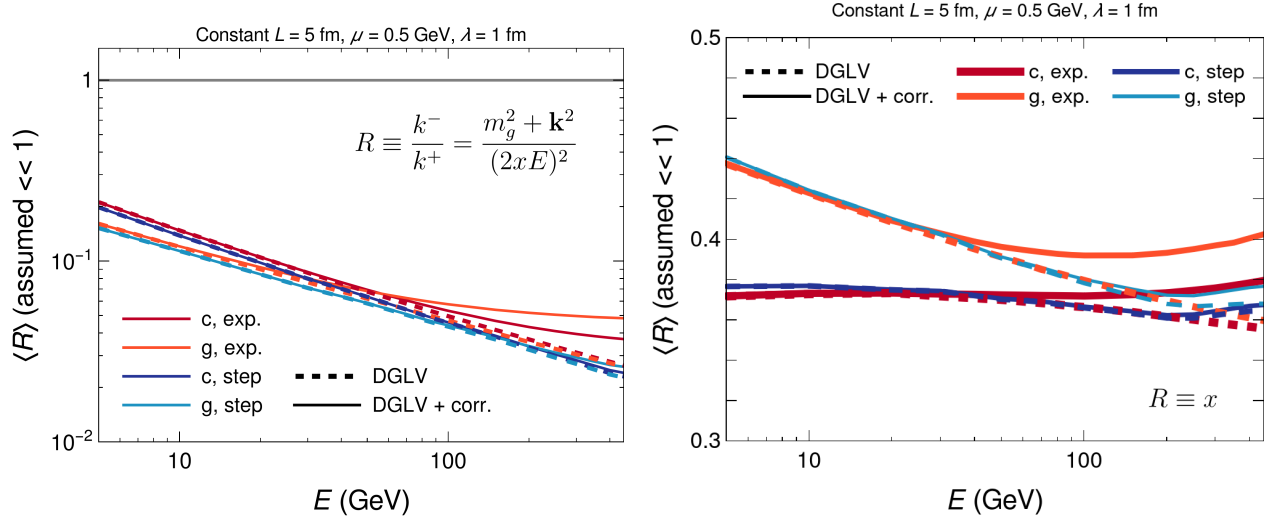 Constant L = 5 fm, μ = 0.5 GeV, λ = 1 fm
⟨R⟩ (assumed << 1)
1
10⁻¹
10⁻²
R ≡ k⁻/k⁺ = (m_g² + k²)/(2xE)²
c, exp.
g, exp.
c, step
g, step
DGLV
DGLV + corr.
10
100
E (GeV)
Constant L = 5 fm, μ = 0.5 GeV, λ = 1 fm
⟨R⟩ (assumed << 1)
0.5
0.4
0.3
DGLV
DGLV + corr.
c, exp.
g, exp.
c, step
g, step
R ≡ x
10
100
E (GeV)